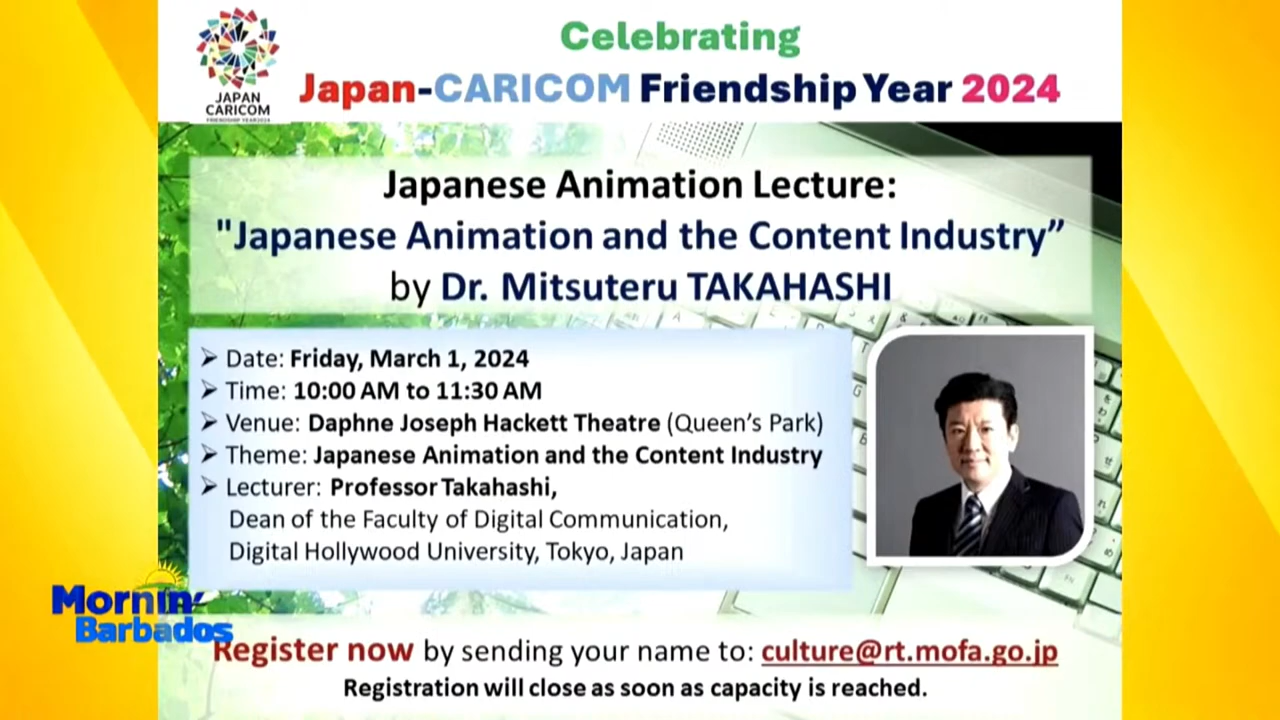 Celebrating
Japan-CARICOM Friendship Year 2024
JAPAN
CARICOM
FRIENDSHIP YEAR 2024
Japanese Animation Lecture:
"Japanese Animation and the Content Industry”
by Dr. Mitsuteru TAKAHASHI
➢ Date: Friday, March 1, 2024
➢ Time: 10:00 AM to 11:30 AM
➢ Venue: Daphne Joseph Hackett Theatre (Queen’s Park)
➢ Theme: Japanese Animation and the Content Industry
➢ Lecturer: Professor Takahashi,
Dean of the Faculty of Digital Communication,
Digital Hollywood University, Tokyo, Japan
Mornin'
Barbados
Register now by sending your name to: culture@rt.mofa.go.jp
Registration will close as soon as capacity is reached.